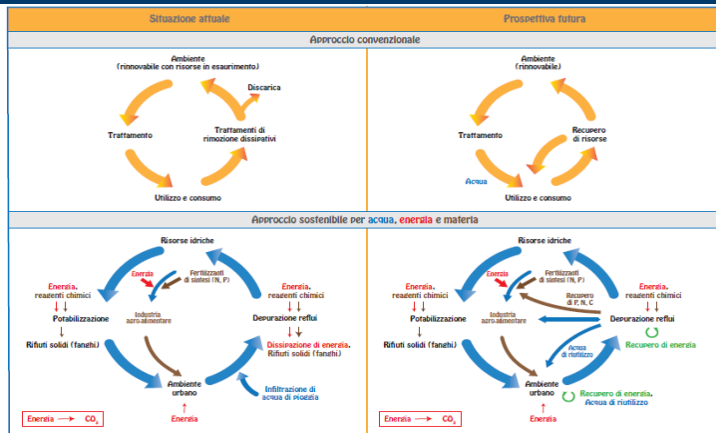 Situazione attuale
Prospettiva futura
Approccio convenzionale
Ambiente
(rinnovabile con risorse in esaurimento)
Discarica
Trattamento
Trattamenti di
rimozione dissipativi
Utilizzo e consumo
Ambiente
(rinnovabile)
Trattamento
Recupero
di risorse
Acqua
Utilizzo e consumo
Approccio sostenibile per acqua, energia e materia
Risorse idriche
Energia
Fertilizzanti
di sintesi (N, P)
Energia,
reagenti chimici
Energia,
reagenti chimici
Industria
agro-alimentare
Potabilizzazione
Depurazione reflui
Rifiuti solidi (fanghi)
Dissipazione di energia,
Rifiuti solidi (fanghi)
Ambiente
urbano
Infiltrazione di
acqua di pioggia
Energia
Energia → CO₂
Risorse idriche
Energia
Fertilizzanti
di sintesi (N, P)
Energia,
reagenti chimici
Recupero
di P, N, C
Energia,
reagenti chimici
Industria
agro-alimentare
Potabilizzazione
Depurazione reflui
Acqua
di riutilizzo
Rifiuti solidi (fanghi)
Recupero di energia
Ambiente
urbano
Recupero di energia,
Acqua di riutilizzo
Energia
Energia → CO₂